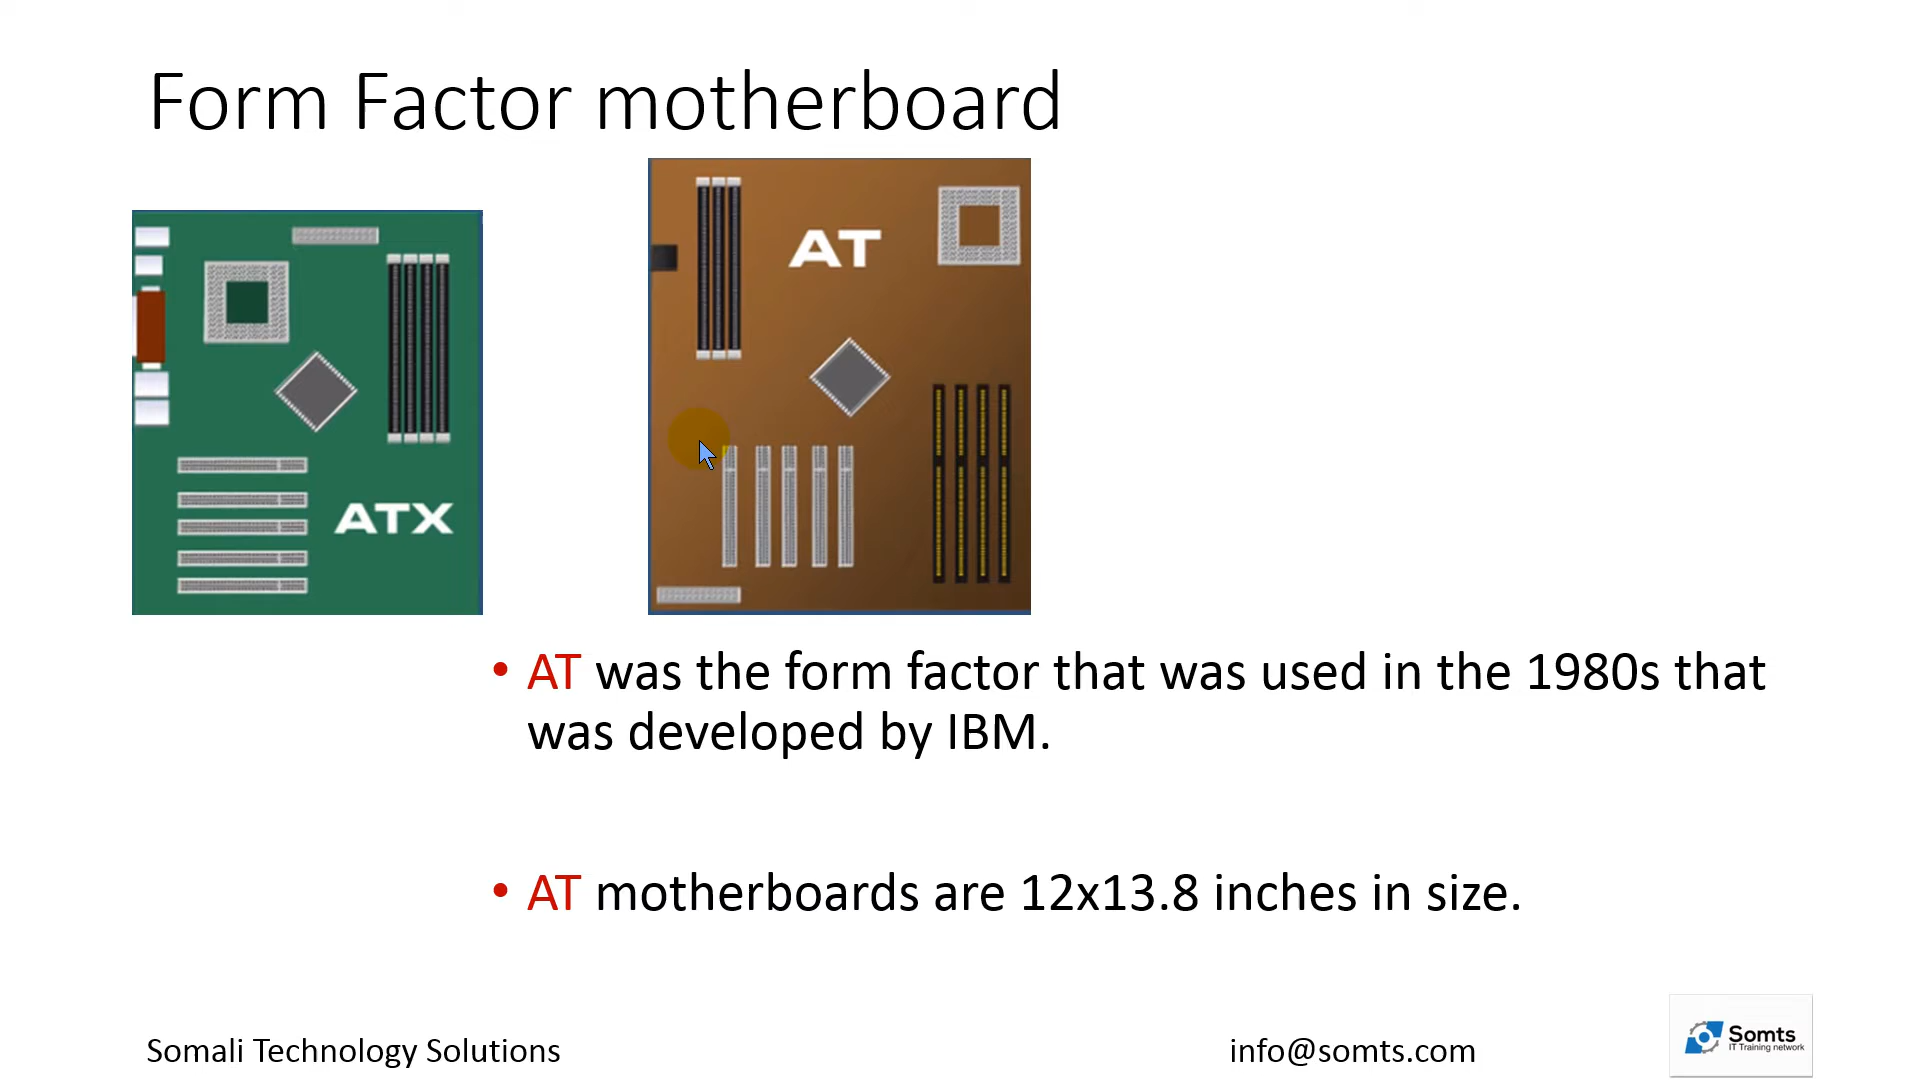 Form Factor motherboard
AT
ATX
• AT was the form factor that was used in the 1980s that
was developed by IBM.
• AT motherboards are 12x13.8 inches in size.
Somali Technology Solutions
info@somts.com
Somts
IT Training network